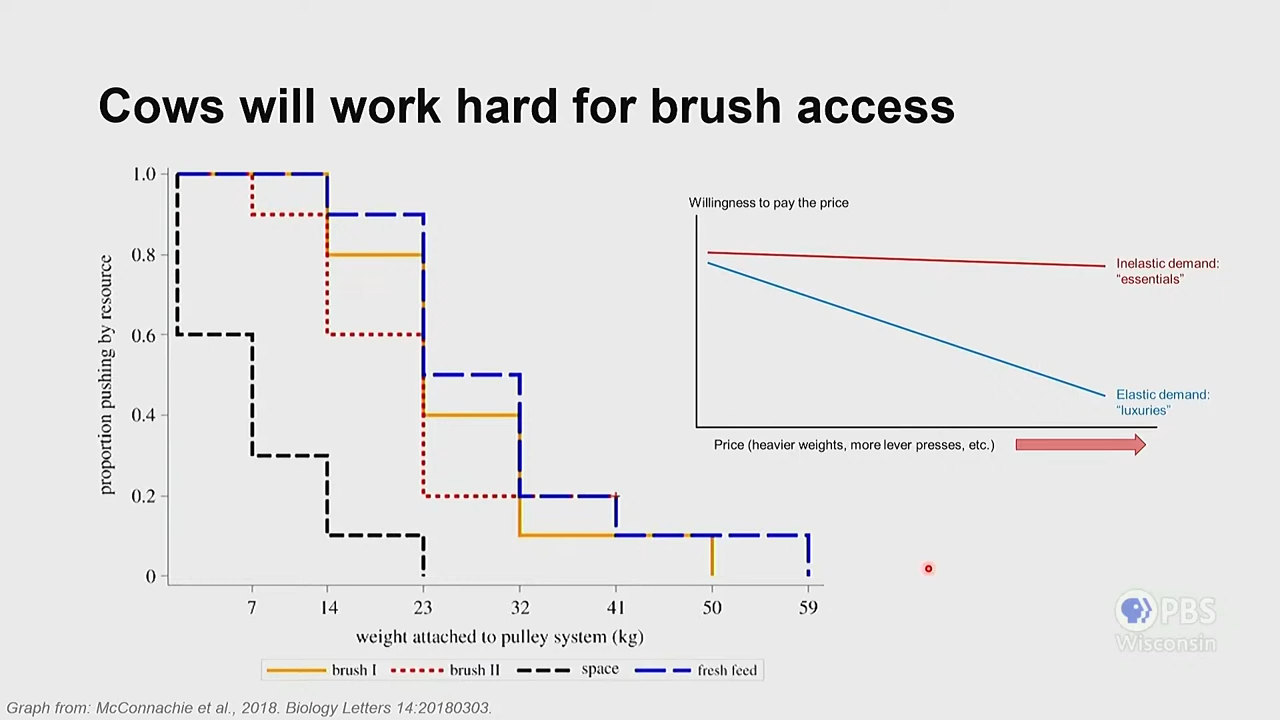 Cows will work hard for brush access
proportion pushing by resource
1.0
0.8
0.6
0.4
0.2
0
7 14 23 32 41 50 59
weight attached to pulley system (kg)
brush I brush II space fresh feed
Willingness to pay the price
Inelastic demand:
“essentials”
Elastic demand:
“luxuries”
Price (heavier weights, more lever presses, etc.)
PBS
Wisconsin
Graph from: McConnachie et al., 2018. Biology Letters 14:20180303.